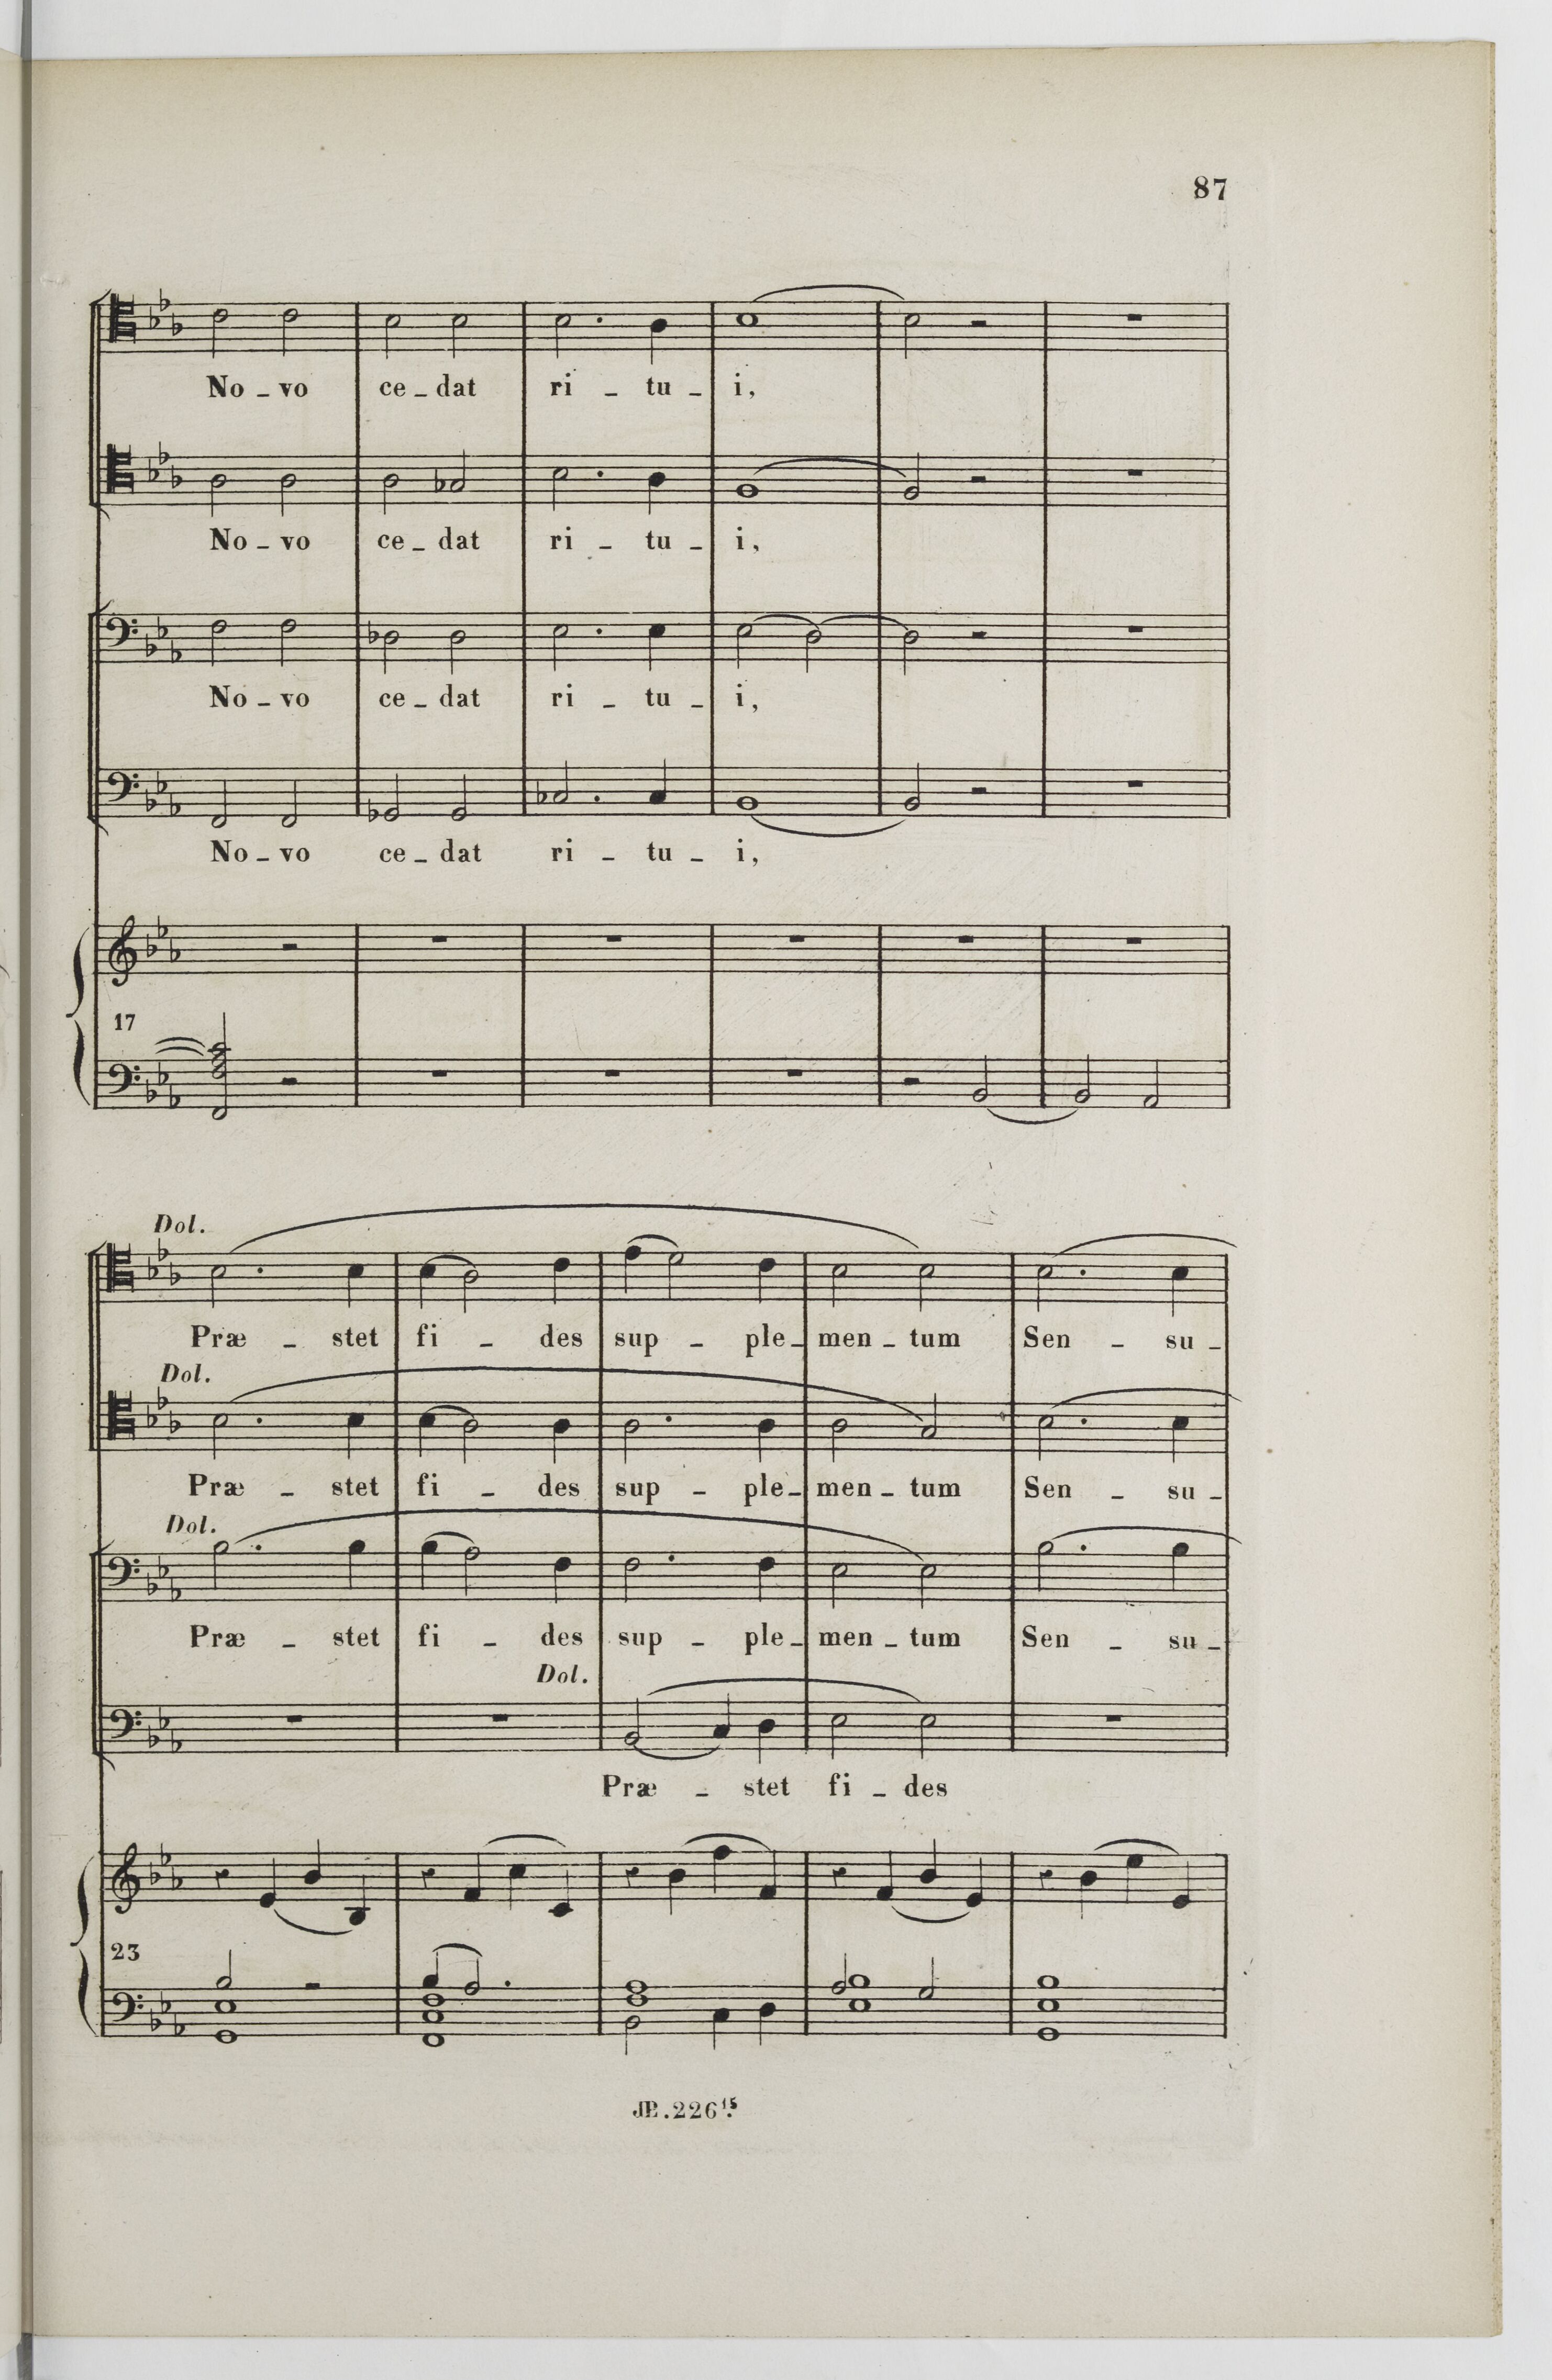 87
No - vo ce - dat ri - tu - i,
No - vo ce - dat ri - tu - i,
No - vo ce - dat ri - tu - i,
No - vo ce - dat ri - tu - i,
17
Dol.
Præ - stet fi - des sup - ple - men - tum Sen - su -
Dol.
Præ - stet fi - des sup - ple - men - tum Sen - su -
Dol.
Præ - stet fi - des sup - ple - men - tum Sen - su -
Dol.
Præ - stet fi - des
23
JB.226¹⁵.